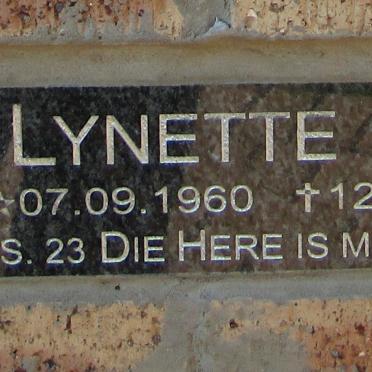 LYNETTE
☆07.09.1960 ✝12
S. 23 DIE HERE IS M